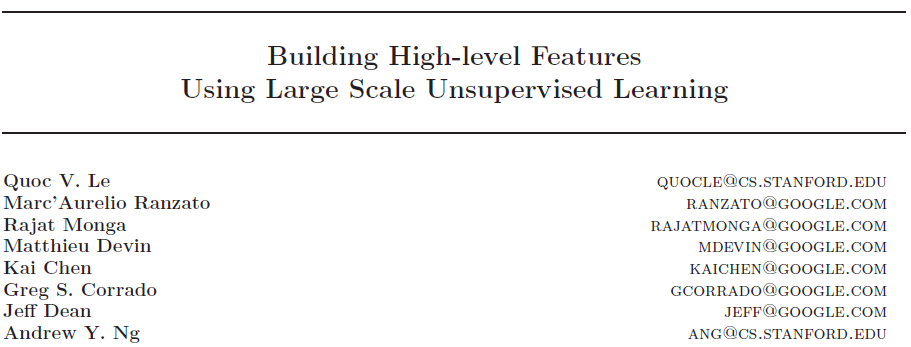 Building High-level Features
Using Large Scale Unsupervised Learning
Quoc V. Le quocle@cs.stanford.edu
Marc'Aurelio Ranzato ranzato@google.com
Rajat Monga rajatmonga@google.com
Matthieu Devin mdevin@google.com
Kai Chen kaichen@google.com
Greg S. Corrado gcorrado@google.com
Jeff Dean jeff@google.com
Andrew Y. Ng ang@cs.stanford.edu